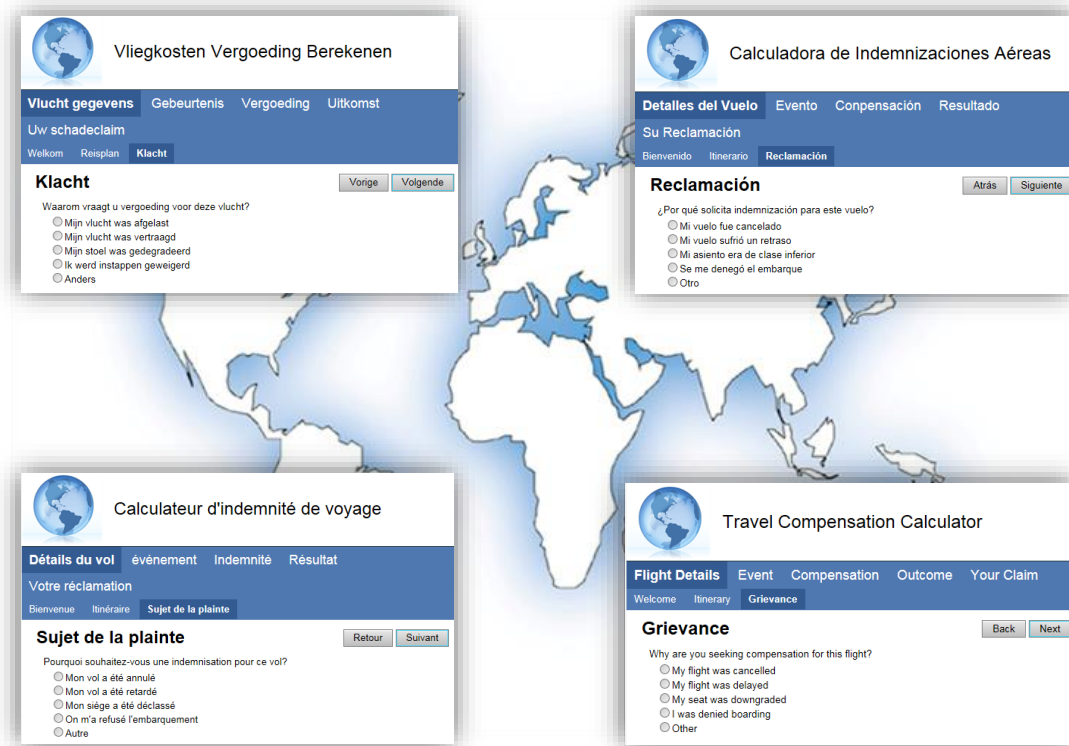 Vliegkosten Vergoeding Berekenen
Vlucht gegevens Gebeurtenis Vergoeding Uitkomst
Uw schadeclaim
Welkom Reisplan Klacht
Klacht Vorige Volgende
Waarom vraagt u vergoeding voor deze vlucht?
Mijn vlucht was afgelast
Mijn vlucht was vertraagd
Mijn stoel was gedegradeerd
Ik werd instappen geweigerd
Anders
Calculadora de Indemnizaciones Aéreas
Detalles del Vuelo Evento Conpensación Resultado
Su Reclamación
Bienvenido Itinerario Reclamación
Reclamación Atrás Siguiente
¿Por qué solicita indemnización para este vuelo?
Mi vuelo fue cancelado
Mi vuelo sufrió un retraso
Mi asiento era de clase inferior
Se me denegó el embarque
Otro
Calculateur d'indemnité de voyage
Détails du vol évènement Indemnité Résultat
Votre réclamation
Bienvenue Itinéraire Sujet de la plainte
Sujet de la plainte Retour Suivant
Pourquoi souhaitez-vous une indemnisation pour ce vol?
Mon vol a été annulé
Mon vol a été retardé
Mon siége a été déclassé
On m'a refusé l'embarquement
Autre
Travel Compensation Calculator
Flight Details Event Compensation Outcome Your Claim
Welcome Itinerary Grievance
Grievance Back Next
Why are you seeking compensation for this flight?
My flight was cancelled
My flight was delayed
My seat was downgraded
I was denied boarding
Other